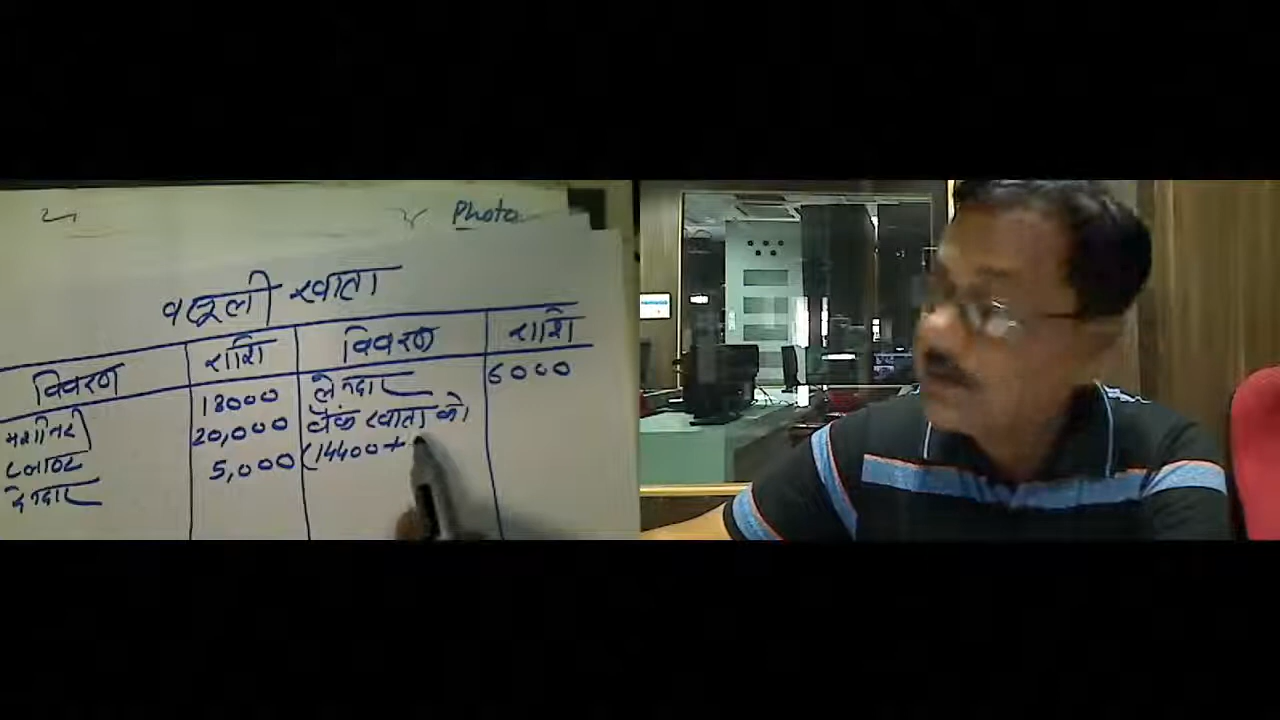 Photo
वसूली खाता
विवरण राशि विवरण राशि
मशीनरी 18000 लेनदार 6000
स्नाक 20,000 बैंक खाता को
देनदार 5,000 (14400+